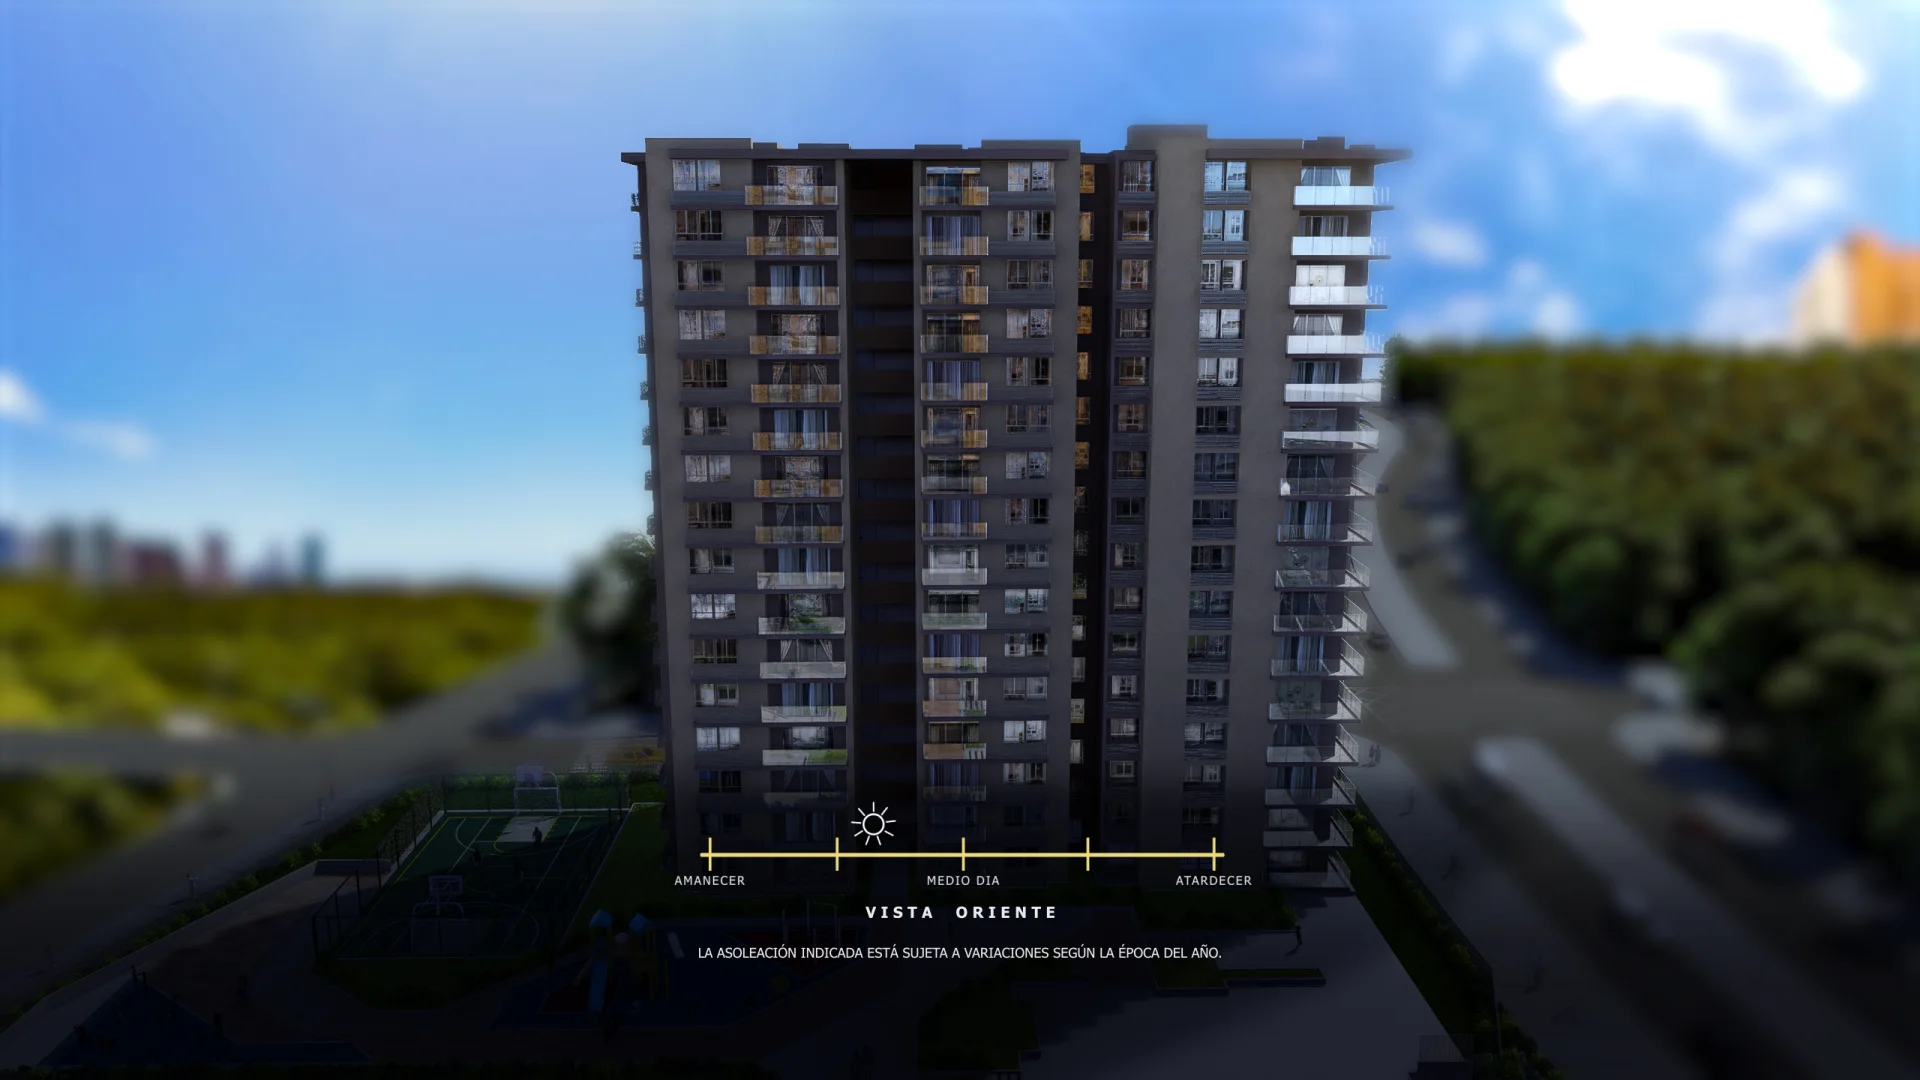 AMANECER MEDIO DIA ATARDECER
VISTA ORIENTE
LA ASOLEACIÓN INDICADA ESTÁ SUJETA A VARIACIONES SEGÚN LA ÉPOCA DEL AÑO.